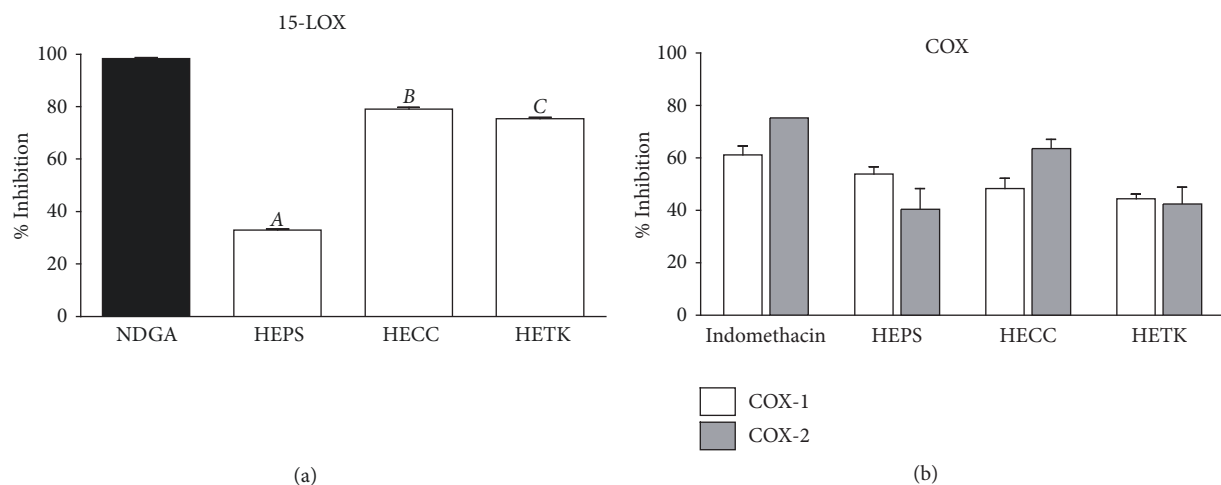 15-LOX
100
80
60
40
20
0
% Inhibition
A
B
C
NDGA HEPS HECC HETK
(a)
COX
100
80
60
40
20
0
% Inhibition
Indomethacin HEPS HECC HETK
COX-1
COX-2
(b)